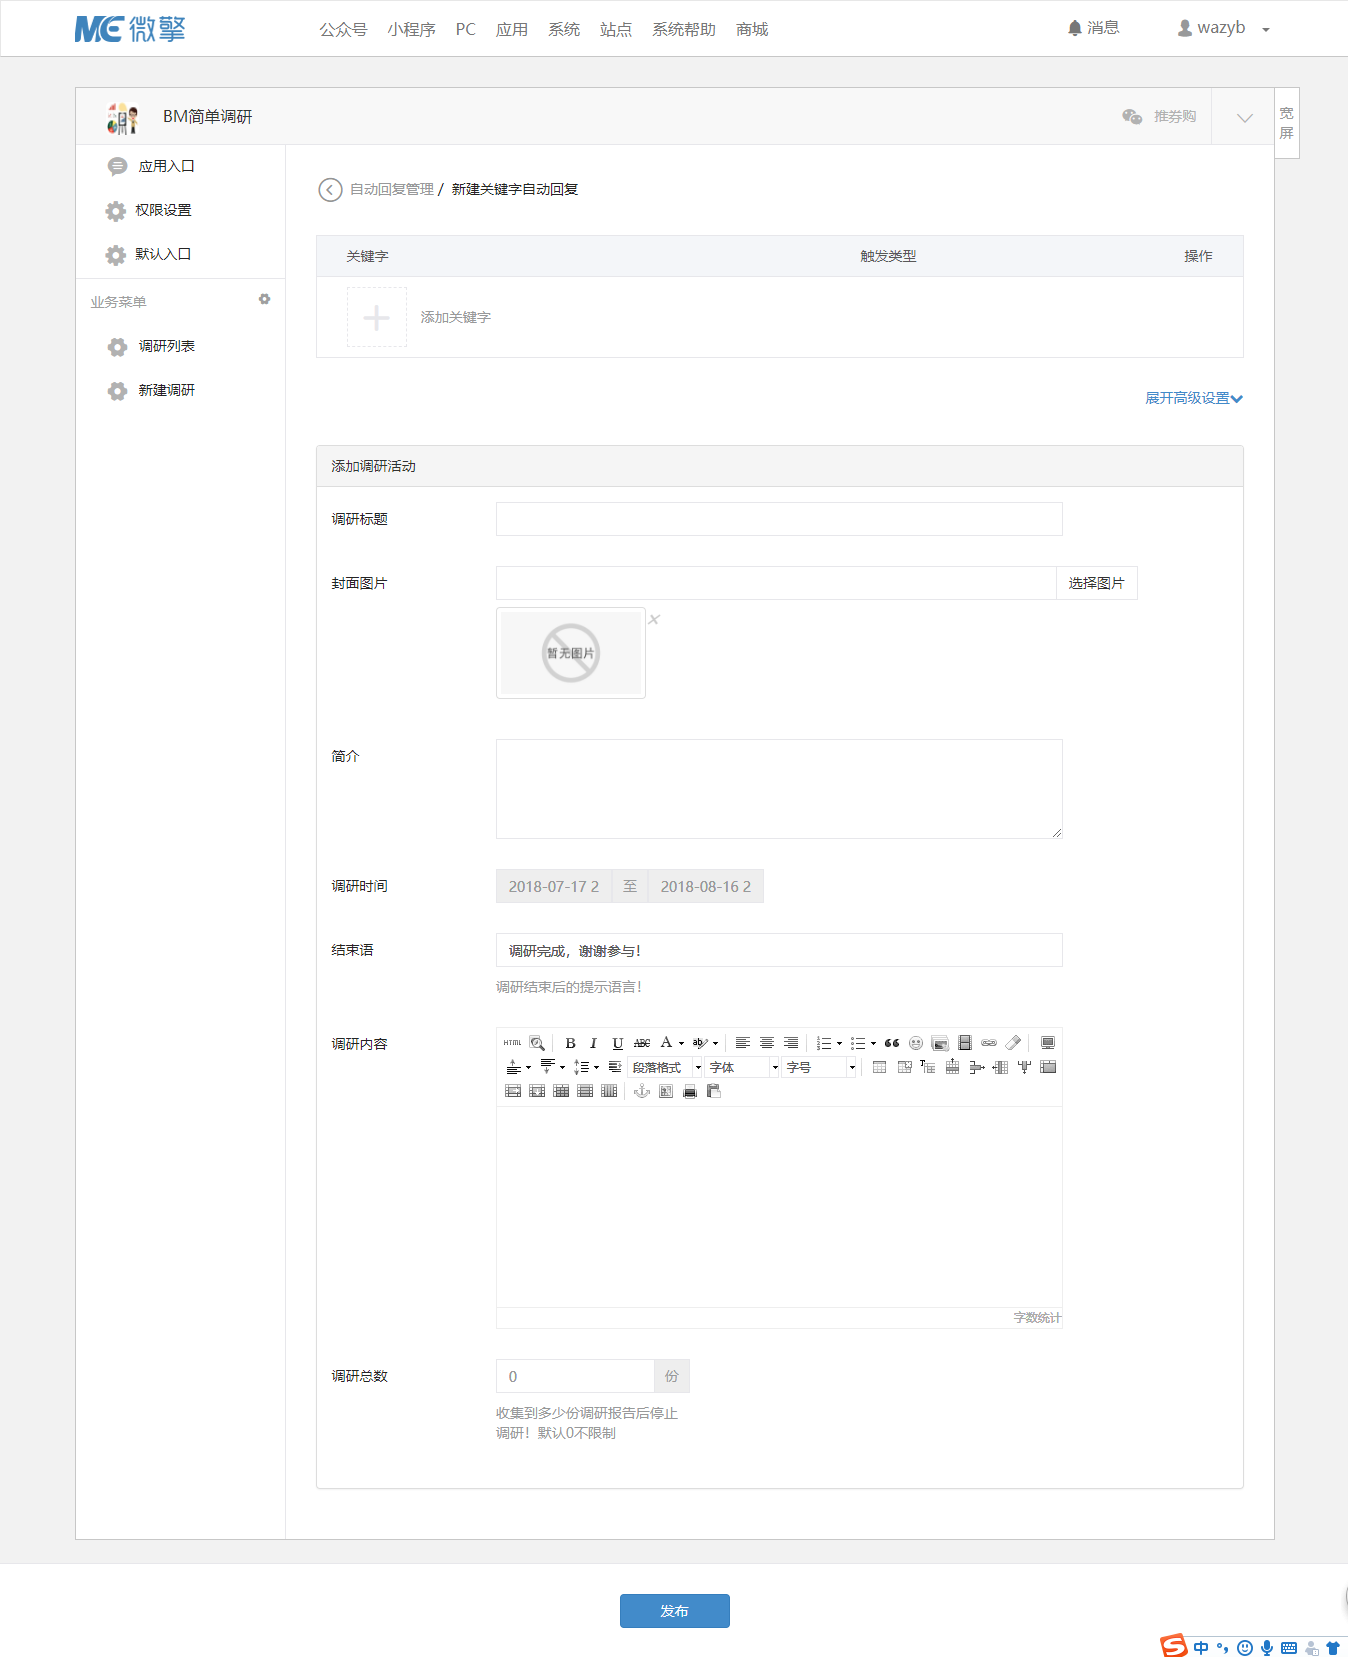 微擎 公众号 小程序 PC 应用 系统 站点 系统帮助 商城 消息 wazyb
BM简单调研 推券购 宽屏
应用入口
权限设置
默认入口
业务菜单
调研列表
新建调研
自动回复管理 / 新建关键字自动回复
关键字 触发类型 操作
添加关键字
展开高级设置
添加调研活动
调研标题
封面图片 选择图片
暂无图片
简介
调研时间 2018-07-17 2 至 2018-08-16 2
结束语 调研完成，谢谢参与！
调研结束后的提示语言！
调研内容 HTML B I U ABC A ab
段落格式 字体 字号
字数统计
调研总数 0 份
收集到多少份调研报告后停止
调研！默认0不限制
发布
中